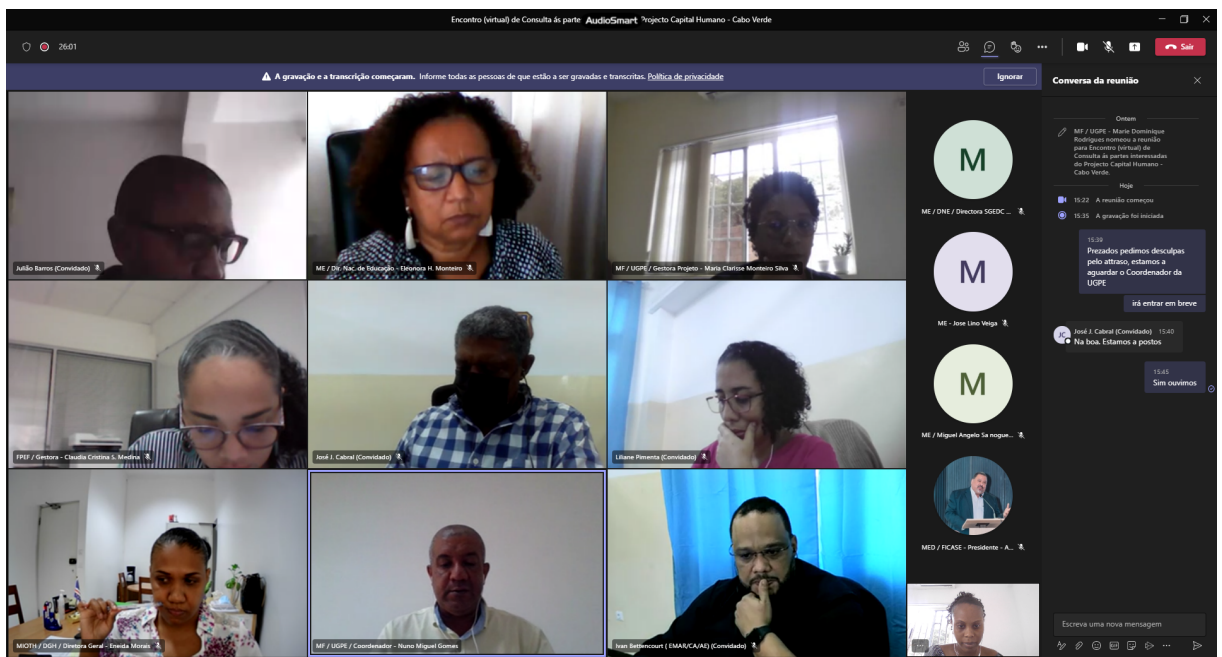 Encontro (virtual) de Consulta ás parte AudioSmart Projecto Capital Humano - Cabo Verde
26:01
Sair
A gravação e a transcrição começaram. Informe todas as pessoas de que estão a ser gravadas e transcritas. Política de privacidade
Ignorar
Julião Barros (Convidado)
ME / Dir. Nac. de Educação - Eleonora H. Monteiro
MF / UGPE / Gestora Projeto - Maria Clarisse Monteiro Silva
FPEF / Gestora - Claudia Cristina S. Medina
José J. Cabral (Convidado)
Liliane Pimenta (Convidado)
MIOTH / DGH / Diretora Geral - Eneida Morais
MF / UGPE / Coordenador - Nuno Miguel Gomes
Ivan Bettencourt ( EMAR/CA/AE) (Convidado)
M
ME / DNE / Directora SGEDC ...
M
ME - Jose Lino Veiga
M
ME / Miguel Angelo Sa nogue...
MED / FICASE - Presidente - A...
Conversa da reunião
Ontem
MF / UGPE - Marie Dominique
Rodrigues nomeou a reunião
para Encontro (virtual) de
Consulta ás partes interessadas
do Projecto Capital Humano -
Cabo Verde.
Hoje
15:22 A reunião começou
15:35 A gravação foi iniciada
15:39
Prezados pedimos desculpas
pelo attraso, estamos a
aguardar o Coordenador da
UGPE
irá entrar em breve
JC
José J. Cabral (Convidado) 15:40
Na boa. Estamos a postos
15:45
Sim ouvimos
Escreva uma nova mensagem